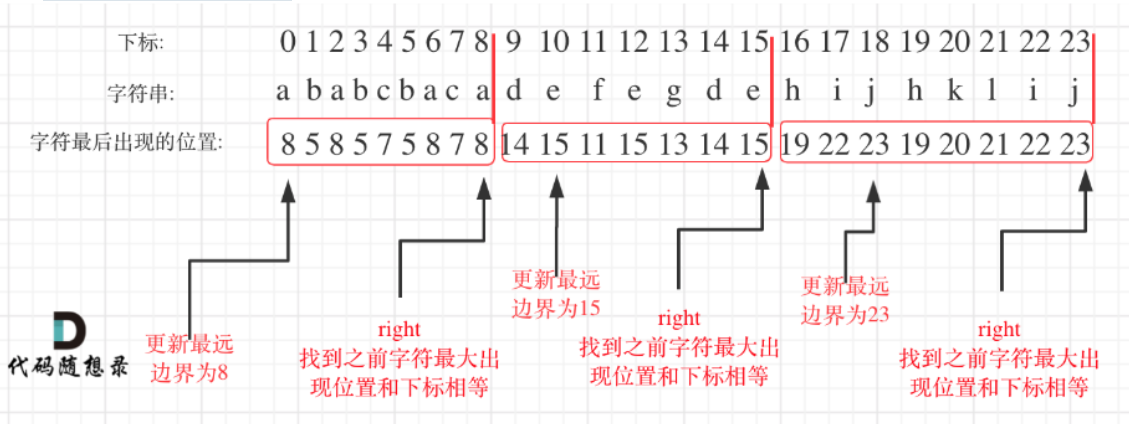 下标: 0 1 2 3 4 5 6 7 8 9 10 11 12 13 14 15 16 17 18 19 20 21 22 23
字符串: a b a b c b a c a d e f e g d e h i j h k l i j
字符最后出现的位置: 8 5 8 5 7 5 8 7 8 14 15 11 15 13 14 15 19 22 23 19 20 21 22 23
更新最远
边界为8
right
找到之前字符最大出
现位置和下标相等
更新最远
边界为15
right
找到之前字符最大出
现位置和下标相等
更新最远
边界为23
right
找到之前字符最大出
现位置和下标相等
代码随想录